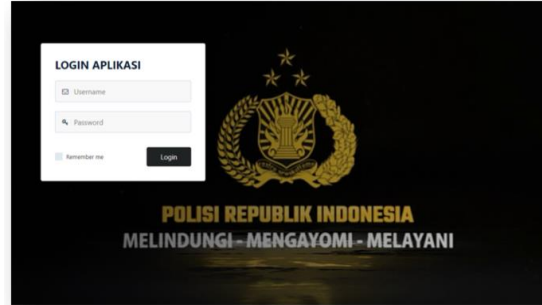 LOGIN APLIKASI
Username
Password
Remember me
Login
POLISI REPUBLIK INDONESIA
MELINDUNGI - MENGAYOMI - MELAYANI